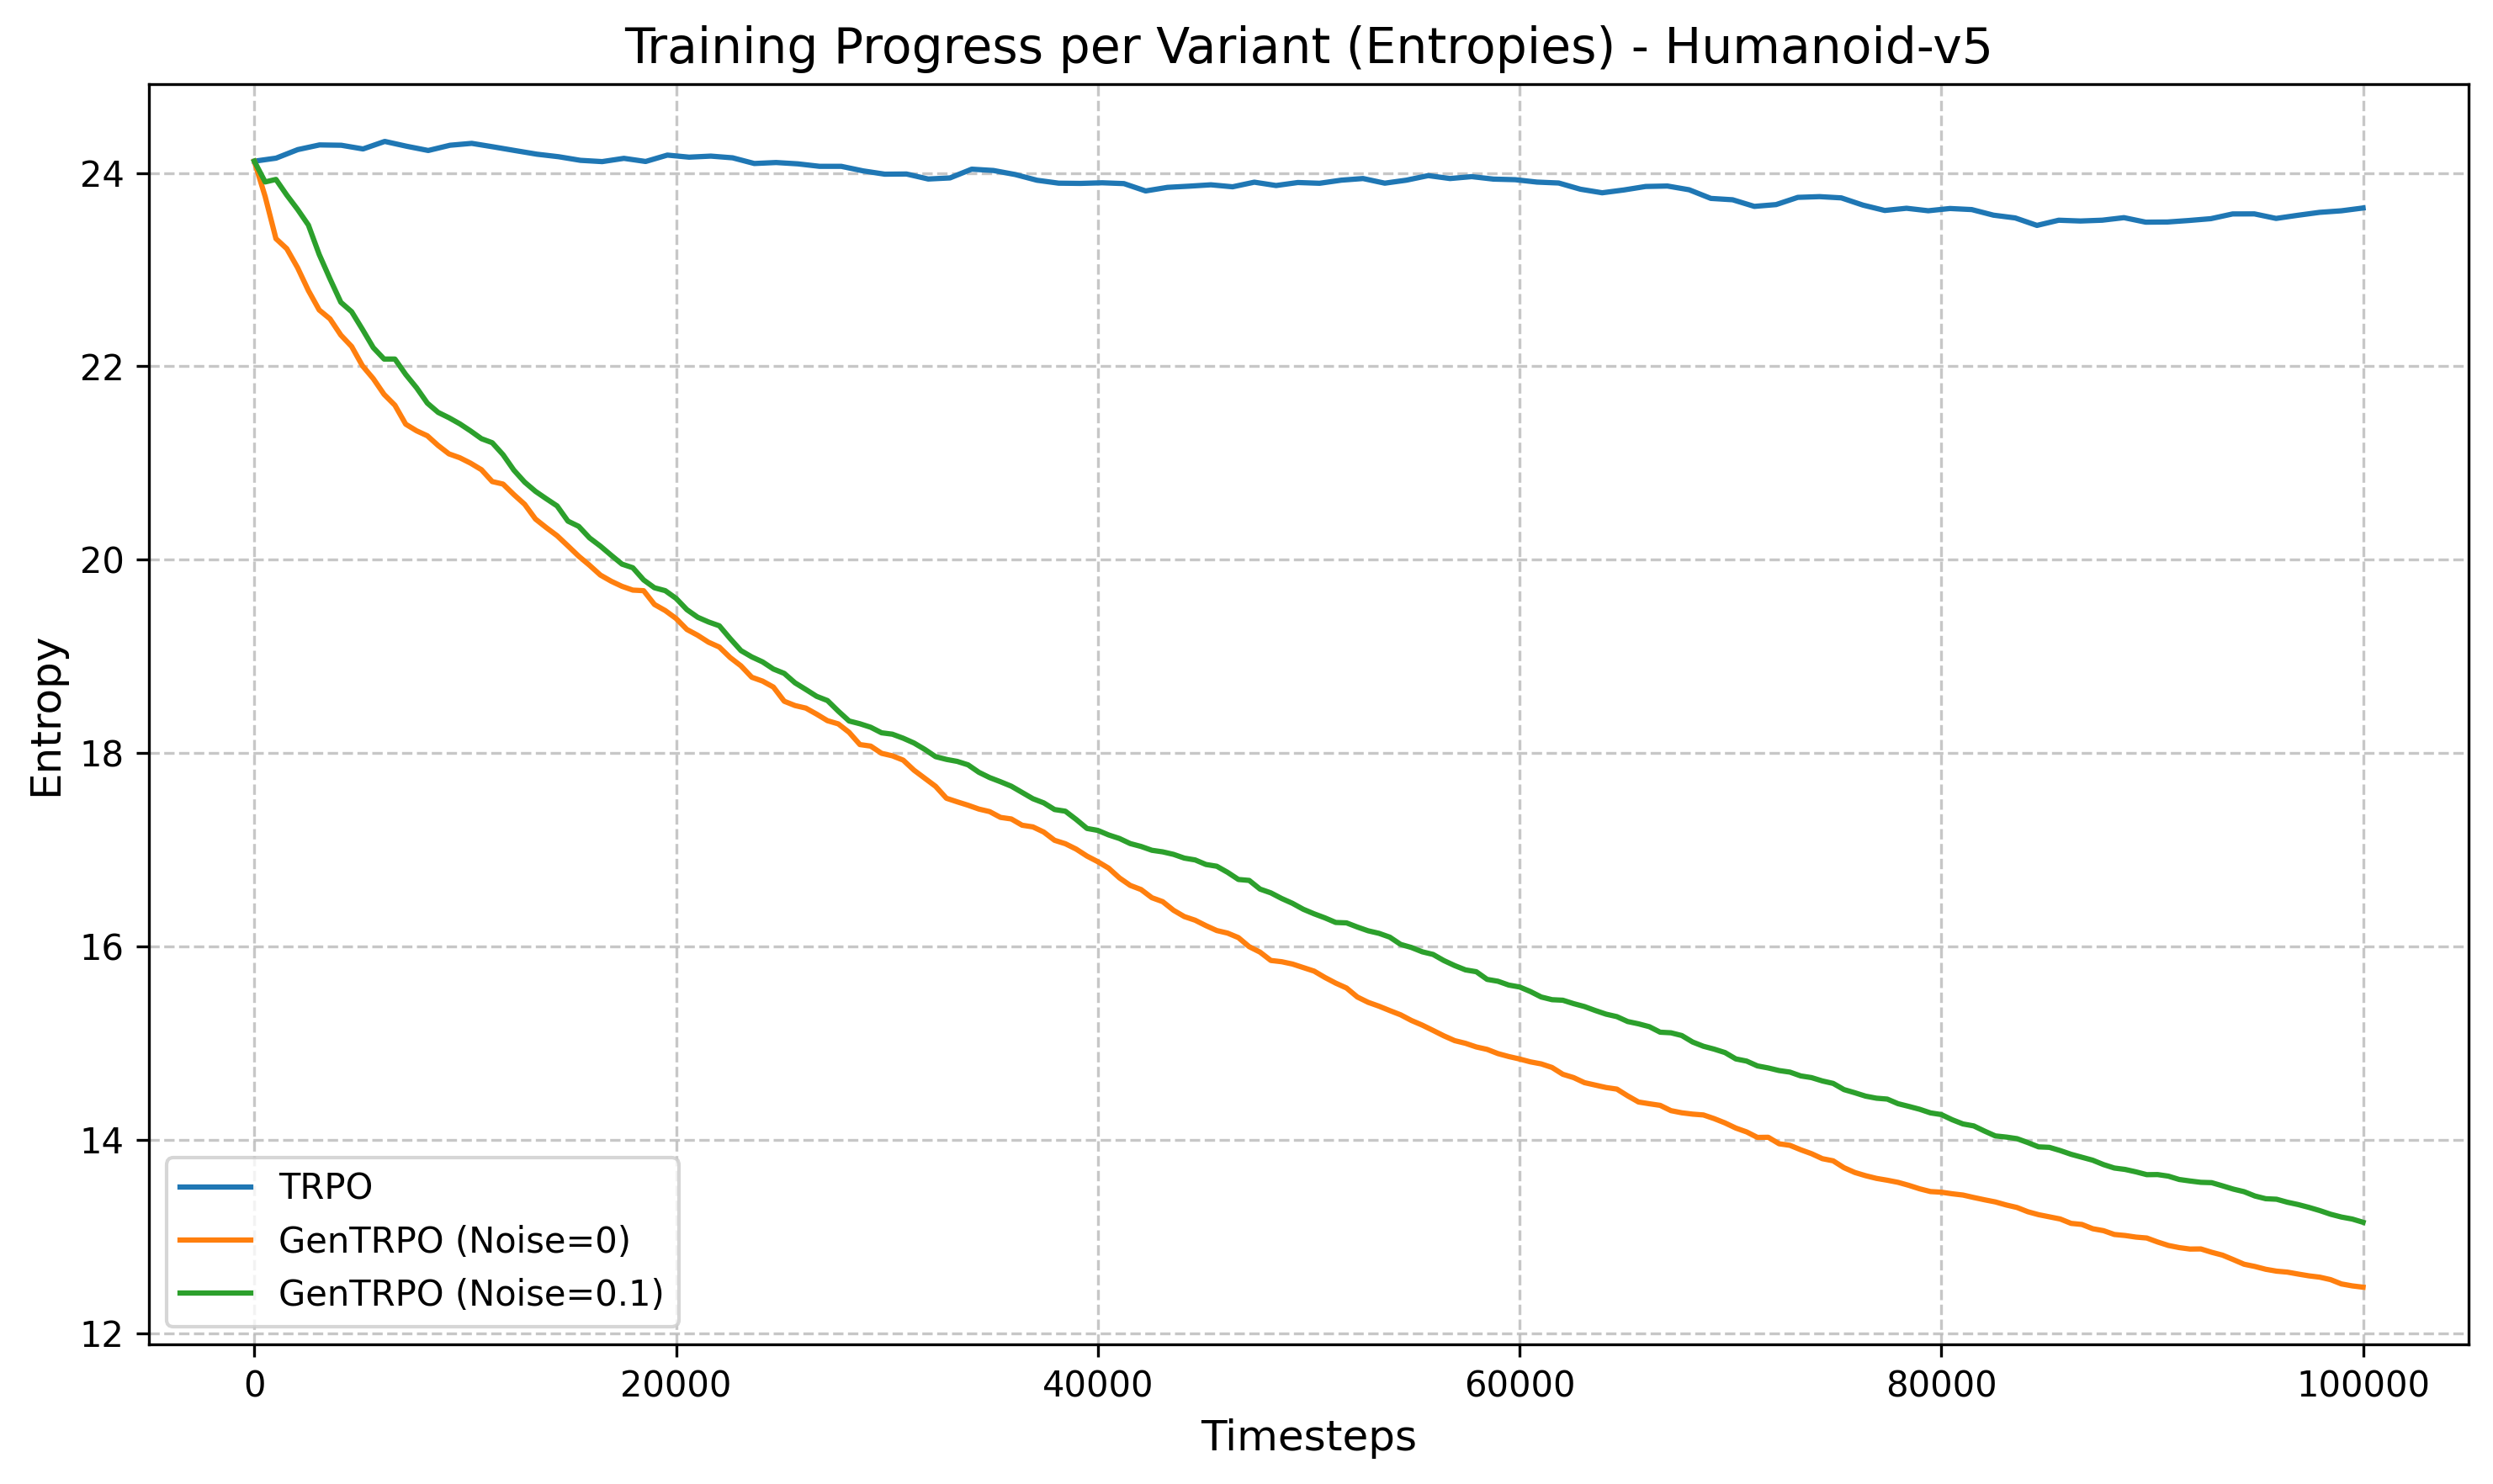 Training Progress per Variant (Entropies) - Humanoid-v5
Entropy
24
22
20
18
16
14
12
TRPO
GenTRPO (Noise=0)
GenTRPO (Noise=0.1)
0
20000
40000
60000
80000
100000
Timesteps